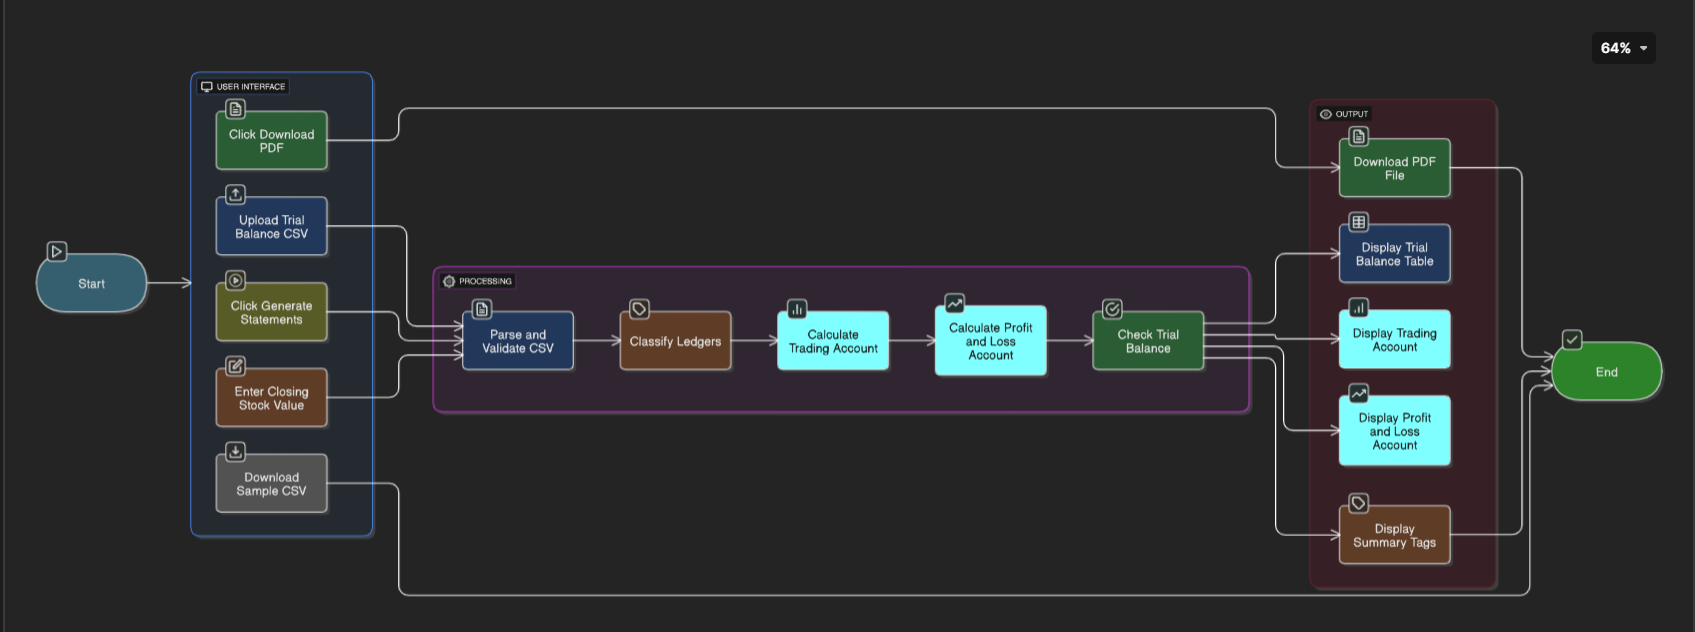 64%
USER INTERFACE
Click Download
PDF
Upload Trial
Balance CSV
Click Generate
Statements
Enter Closing
Stock Value
Download
Sample CSV
Start
PROCESSING
Parse and
Validate CSV
Classify Ledgers
Calculate
Trading Account
Calculate Profit
and Loss
Account
Check Trial
Balance
OUTPUT
Download PDF
File
Display Trial
Balance Table
Display Trading
Account
Display Profit
and Loss
Account
Display
Summary Tags
End